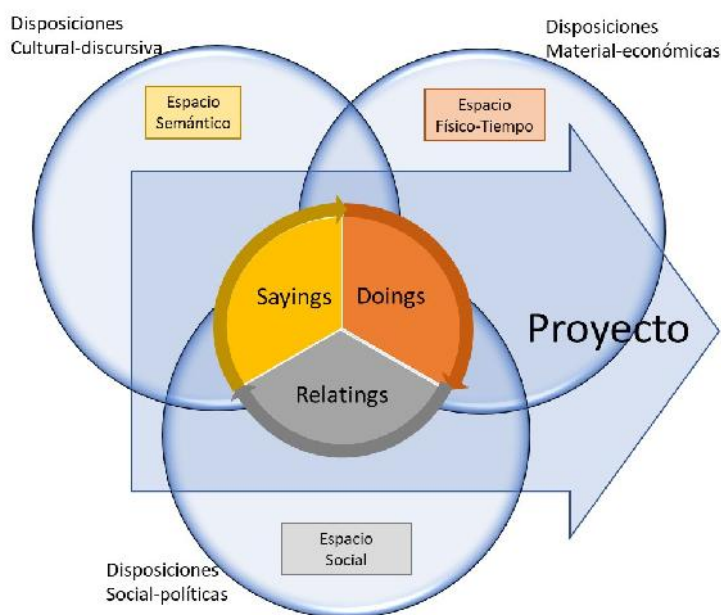 Disposiciones
Cultural-discursiva
Disposiciones
Material-económicas
Espacio
Semántico
Espacio
Físico-Tiempo
Sayings
Doings
Proyecto
Relatings
Espacio
Social
Disposiciones
Social-políticas